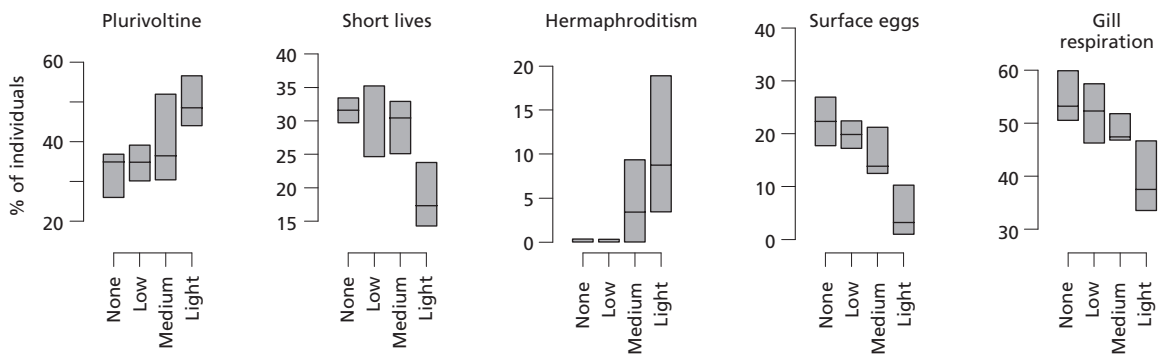 Plurivoltine
% of individuals
60
40
20
None
Low
Medium
Light
Short lives
40
35
30
25
20
15
None
Low
Medium
Light
Hermaphroditism
20
15
10
5
0
None
Low
Medium
Light
Surface eggs
40
30
20
10
0
None
Low
Medium
Light
Gill
respiration
60
50
40
30
None
Low
Medium
Light